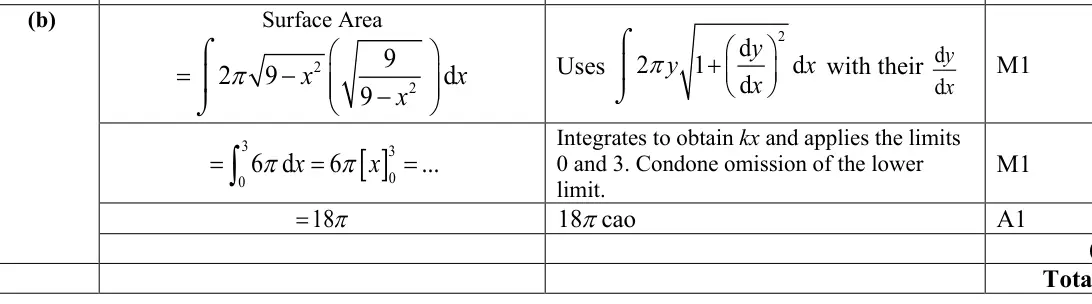 (b)
Surface Area
= ∫ 2π √(9 − x²) (√(9/(9 − x²))) dx
Uses ∫ 2πy √(1 + (dy/dx)²) dx with their dy/dx
M1
= ∫₀³ 6π dx = 6π [x]₀³ = ...
Integrates to obtain kx and applies the limits
0 and 3. Condone omission of the lower
limit.
M1
= 18π
18π cao
A1
(
Tota